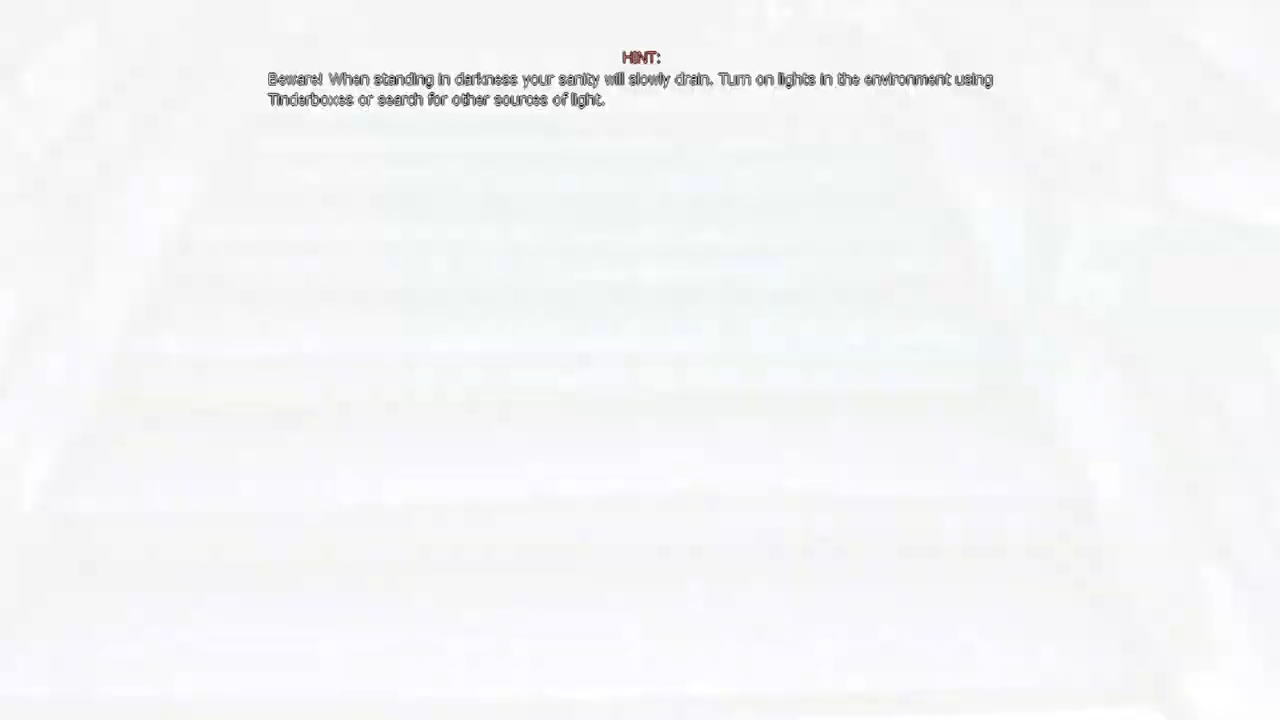 HINT:
Beware! When standing in darkness your sanity will slowly drain. Turn on lights in the environment using
Tinderboxes or search for other sources of light.